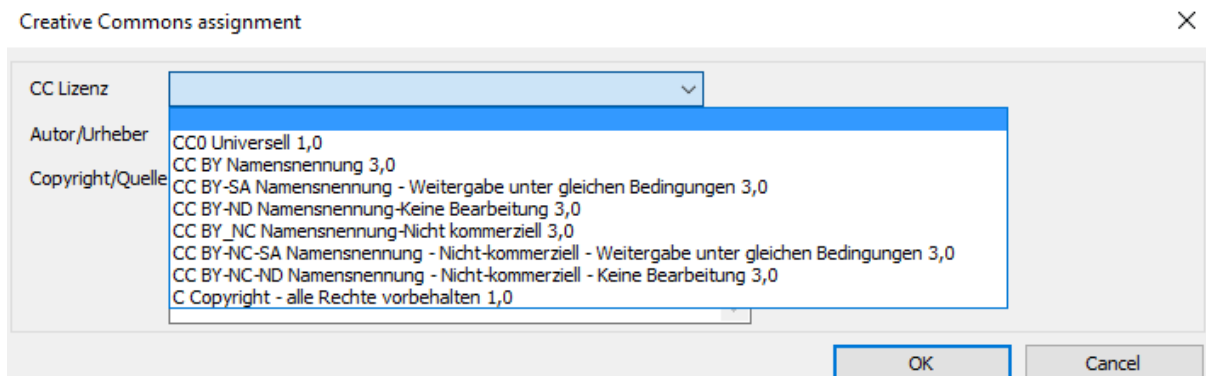 Creative Commons assignment
CC Lizenz
Autor/Urheber
CC0 Universell 1,0
CC BY Namensnennung 3,0
Copyright/Quelle
CC BY-SA Namensnennung - Weitergabe unter gleichen Bedingungen 3,0
CC BY-ND Namensnennung-Keine Bearbeitung 3,0
CC BY_NC Namensnennung-Nicht kommerziell 3,0
CC BY-NC-SA Namensnennung - Nicht-kommerziell - Weitergabe unter gleichen Bedingungen 3,0
CC BY-NC-ND Namensnennung - Nicht-kommerziell - Keine Bearbeitung 3,0
C Copyright - alle Rechte vorbehalten 1,0
OK Cancel